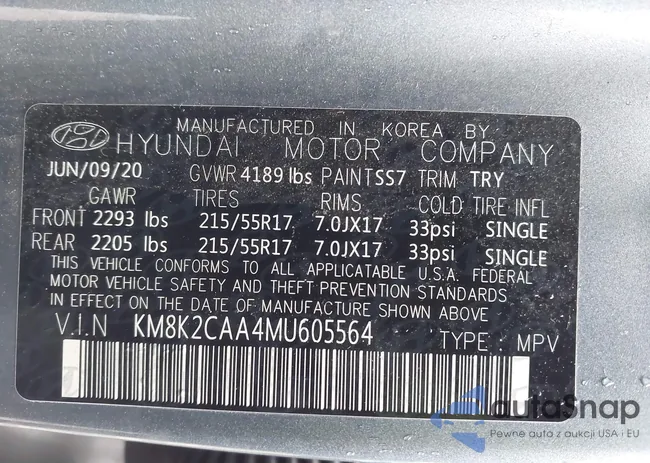 MANUFACTURED IN KOREA BY
HYUNDAI MOTOR COMPANY
JUN/09/20 GVWR 4189 lbs PAINT SS7 TRIM TRY
GAWR TIRES RIMS COLD TIRE INFL
FRONT 2293 lbs 215/55R17 7.0JX17 33psi SINGLE
REAR 2205 lbs 215/55R17 7.0JX17 33psi SINGLE
THIS VEHICLE CONFORMS TO ALL APPLICABLE U.S.A. FEDERAL
MOTOR VEHICLE SAFETY AND THEFT PREVENTION STANDARDS
IN EFFECT ON THE DATE OF MANUFACTURE SHOWN ABOVE
V.I.N KM8K2CAA4MU605564 TYPE : MPV
autoSnap
Pewne auta z aukcji USA i EU